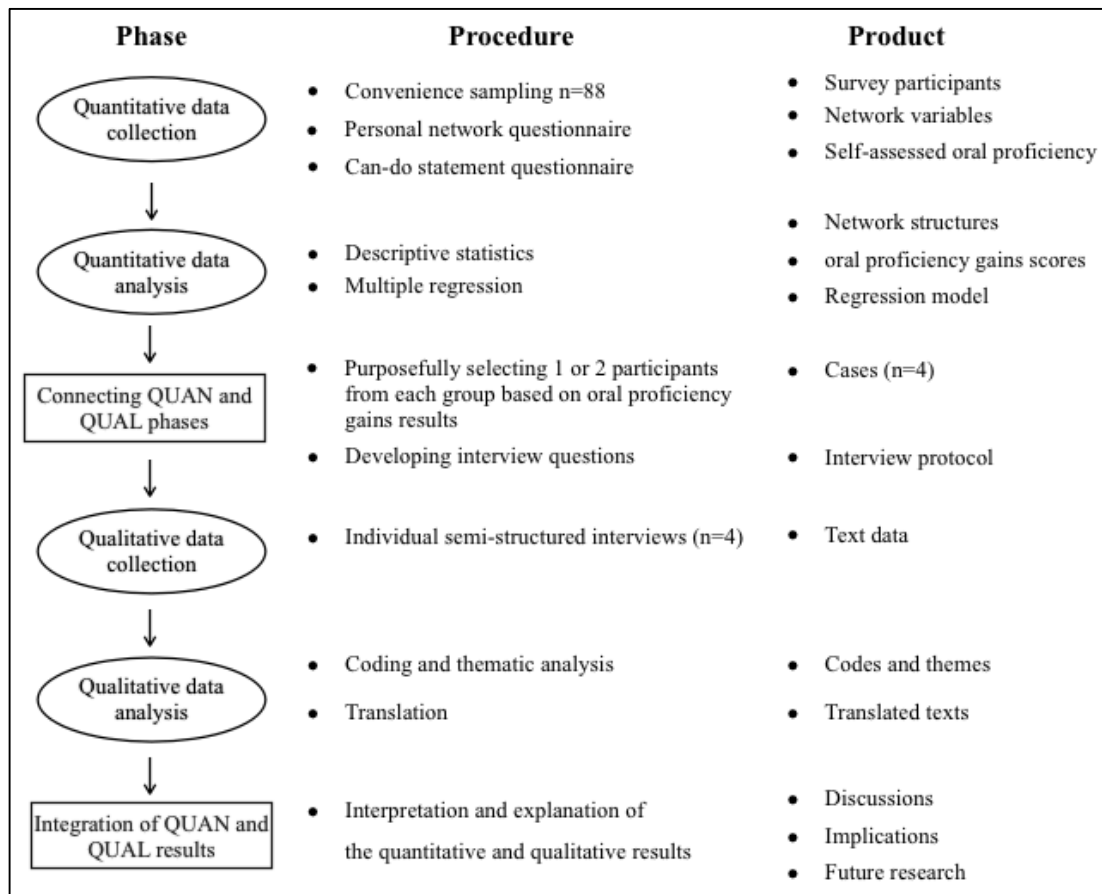 Phase Procedure Product
Quantitative data
collection
• Convenience sampling n=88
• Personal network questionnaire
• Can-do statement questionnaire
• Survey participants
• Network variables
• Self-assessed oral proficiency
Quantitative data
analysis
• Descriptive statistics
• Multiple regression
• Network structures
• oral proficiency gains scores
• Regression model
Connecting QUAN and
QUAL phases
• Purposefully selecting 1 or 2 participants
from each group based on oral proficiency
gains results
• Developing interview questions
• Cases (n=4)
• Interview protocol
Qualitative data
collection
• Individual semi-structured interviews (n=4)
• Text data
Qualitative data
analysis
• Coding and thematic analysis
• Translation
• Codes and themes
• Translated texts
Integration of QUAN and
QUAL results
• Interpretation and explanation of
the quantitative and qualitative results
• Discussions
• Implications
• Future research